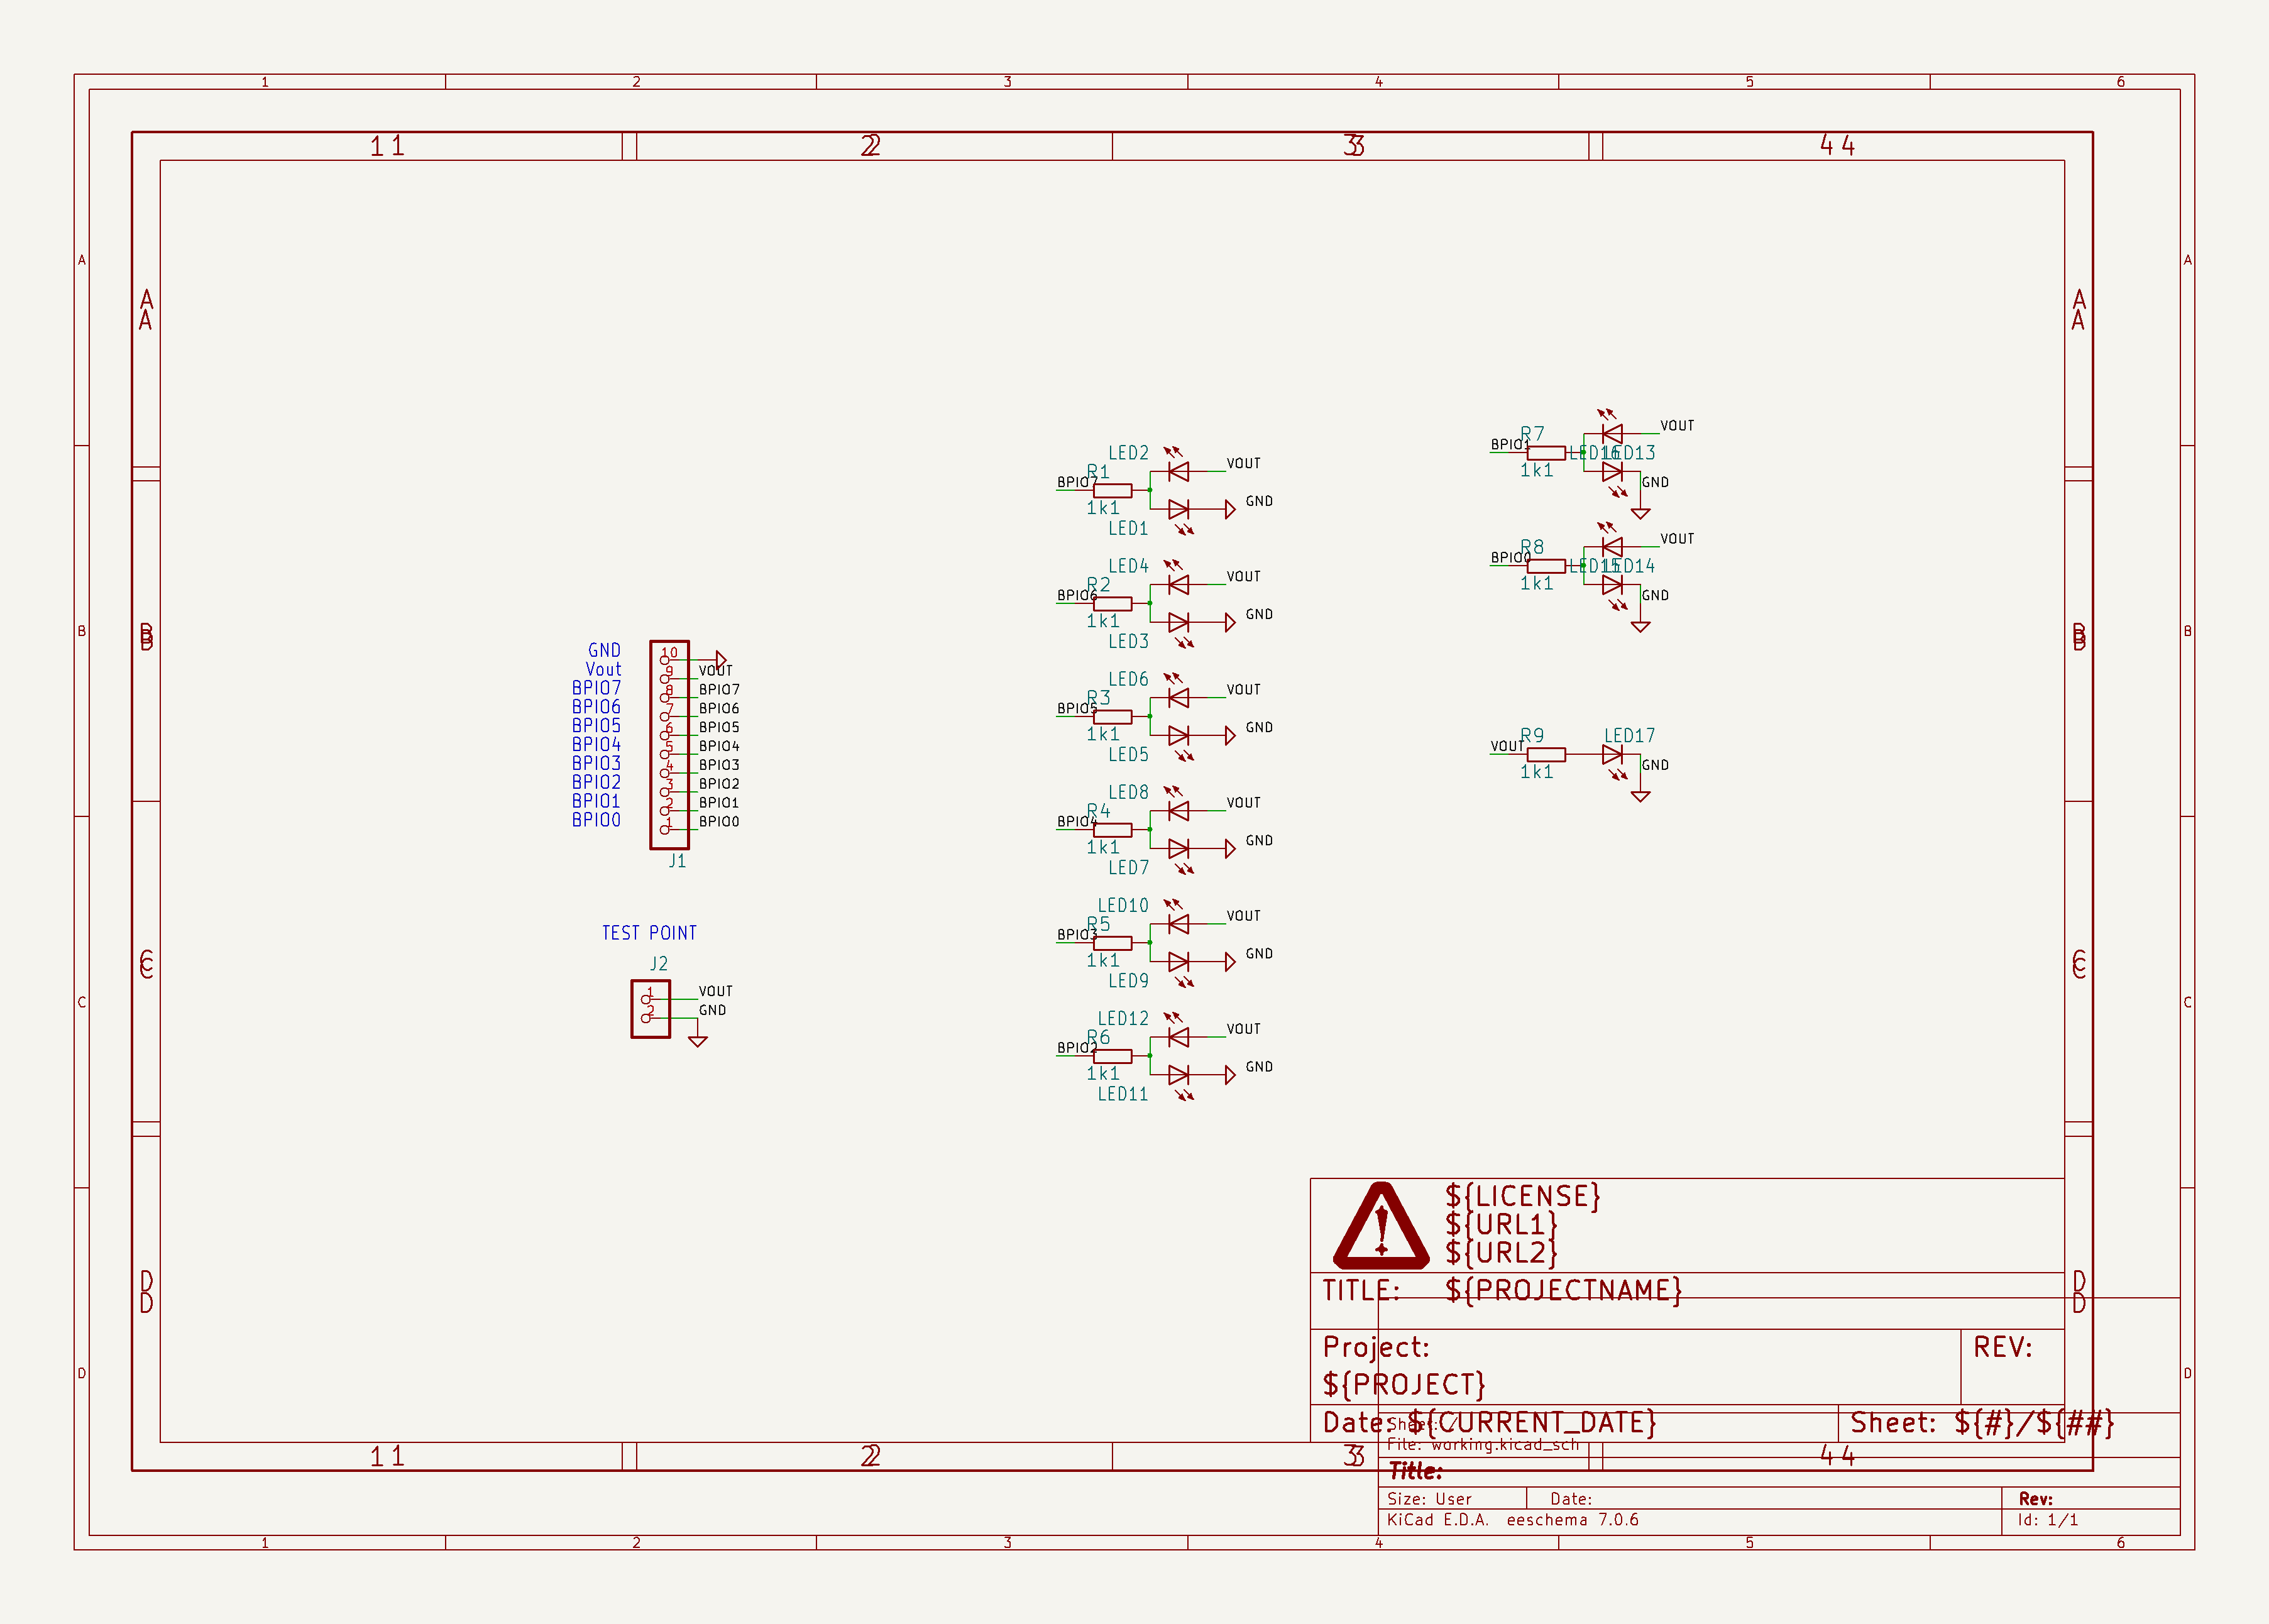 1 2 3 4 5 6
1 1 2 2 3 3 4 4
A A A A A A
LED2
R1
BPIO7
1k1
LED1
VOUT
GND
LED4
R2
BPIO6
1k1
LED3
VOUT
GND
LED6
R3
BPIO5
1k1
LED5
VOUT
GND
LED8
R4
BPIO4
1k1
LED7
VOUT
GND
LED10
R5
BPIO3
1k1
LED9
VOUT
GND
LED12
R6
BPIO2
1k1
LED11
VOUT
GND
R7
BPIO1
1k1
LED16
LED13
VOUT
GND
R8
BPIO0
1k1
LED15
LED14
VOUT
GND
R9
VOUT
1k1
LED17
GND
B B B B B B
GND 10
Vout 9 VOUT
BPIO7 8 BPIO7
BPIO6 7 BPIO6
BPIO5 6 BPIO5
BPIO4 5 BPIO4
BPIO3 4 BPIO3
BPIO2 3 BPIO2
BPIO1 2 BPIO1
BPIO0 1 BPIO0
J1
TEST POINT
J2
1 VOUT
2 GND
C C C C C C
D D D D D D
${LICENSE}
${URL1}
${URL2}
TITLE: ${PROJECTNAME}
Project:
${PROJECT}
REV:
Date: ${CURRENT_DATE}
Sheet: ${#}/${##}
Sheet: /
File: working.kicad_sch
Title:
Size: User
Date:
Rev:
KiCad E.D.A. eeschema 7.0.6
Id: 1/1
1 1 2 2 3 3 4 4
1 2 3 4 5 6